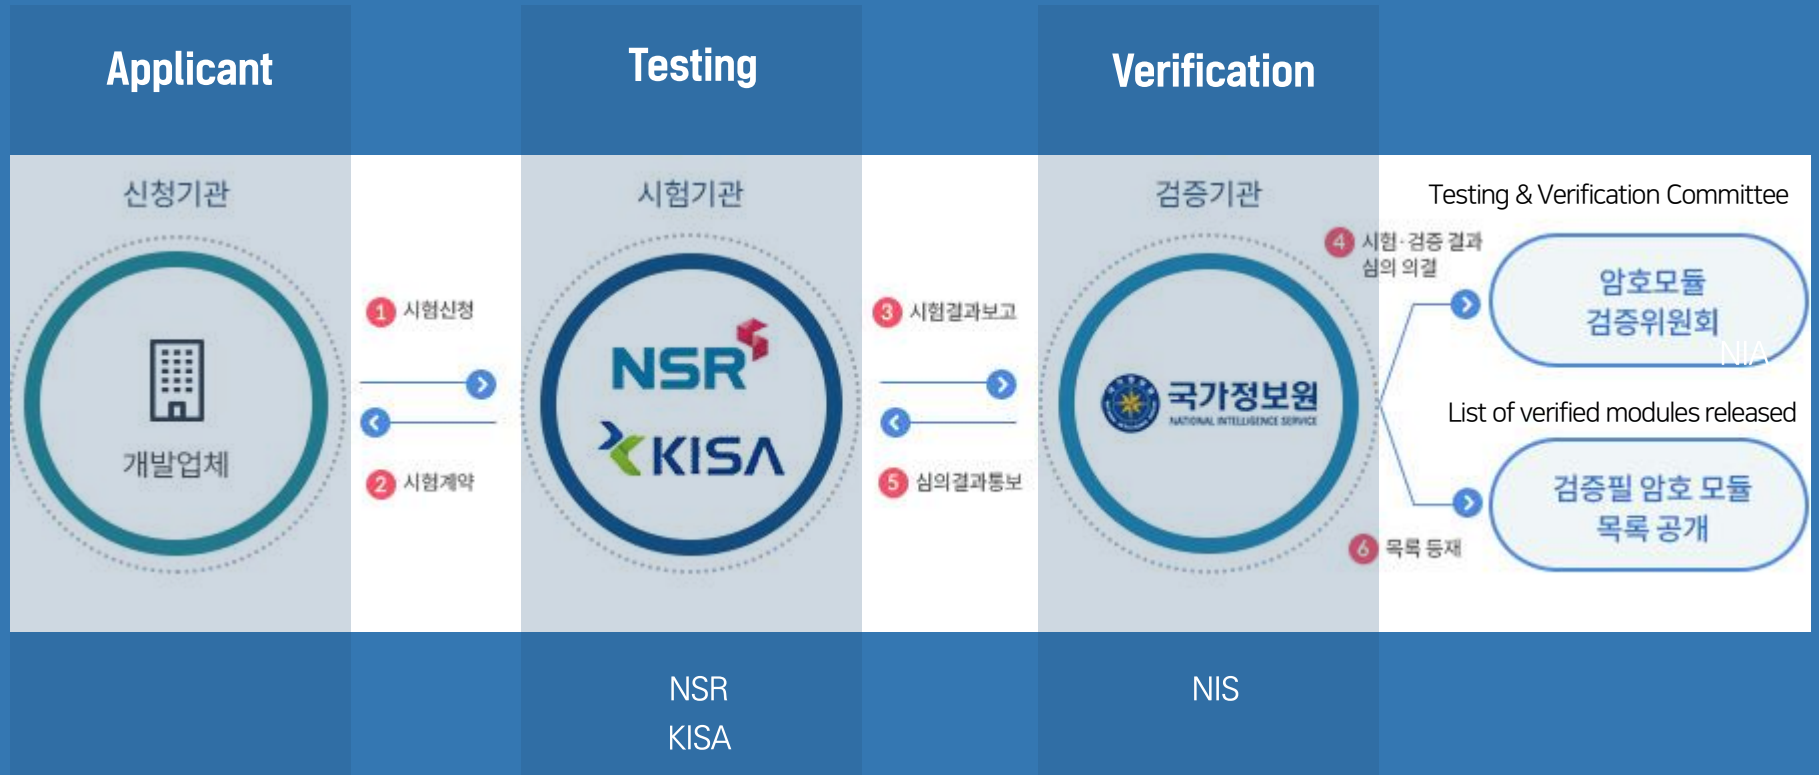 Applicant
Testing
Verification
신청기관
시험기관
검증기관
Testing & Verification Committee
1 시험신청
3 시험결과보고
4 시험·검증 결과
심의 의결
암호모듈
검증위원회
NIA
NSR
KISA
국가정보원
NATIONAL INTELLIGENCE SERVICE
개발업체
2 시험계약
5 심의결과통보
List of verified modules released
검증필 암호 모듈
목록 공개
6 목록 등재
NSR
KISA
NIS